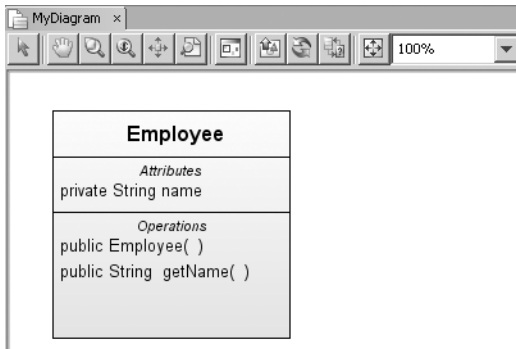 MyDiagram
100%
Employee
Attributes
private String name
Operations
public Employee( )
public String getName( )